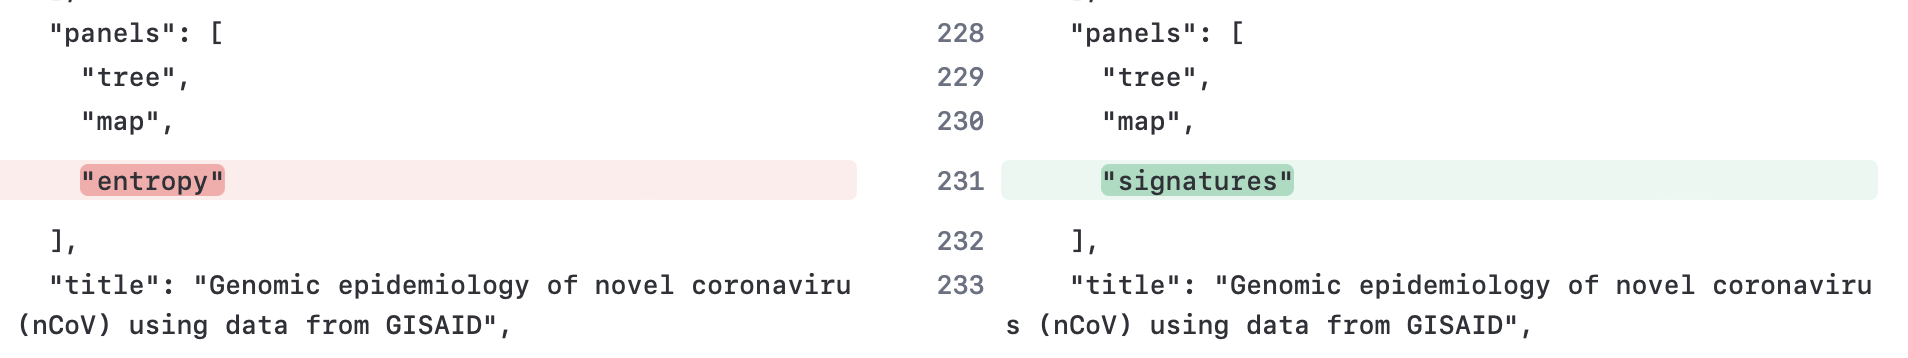 "panels": [
"tree",
"map",
"entropy"
],
"title": "Genomic epidemiology of novel coronaviru
(nCoV) using data from GISAID",
228 "panels": [
229 "tree",
230 "map",
231 "signatures"
232 ],
233 "title": "Genomic epidemiology of novel coronaviru
s (nCoV) using data from GISAID",